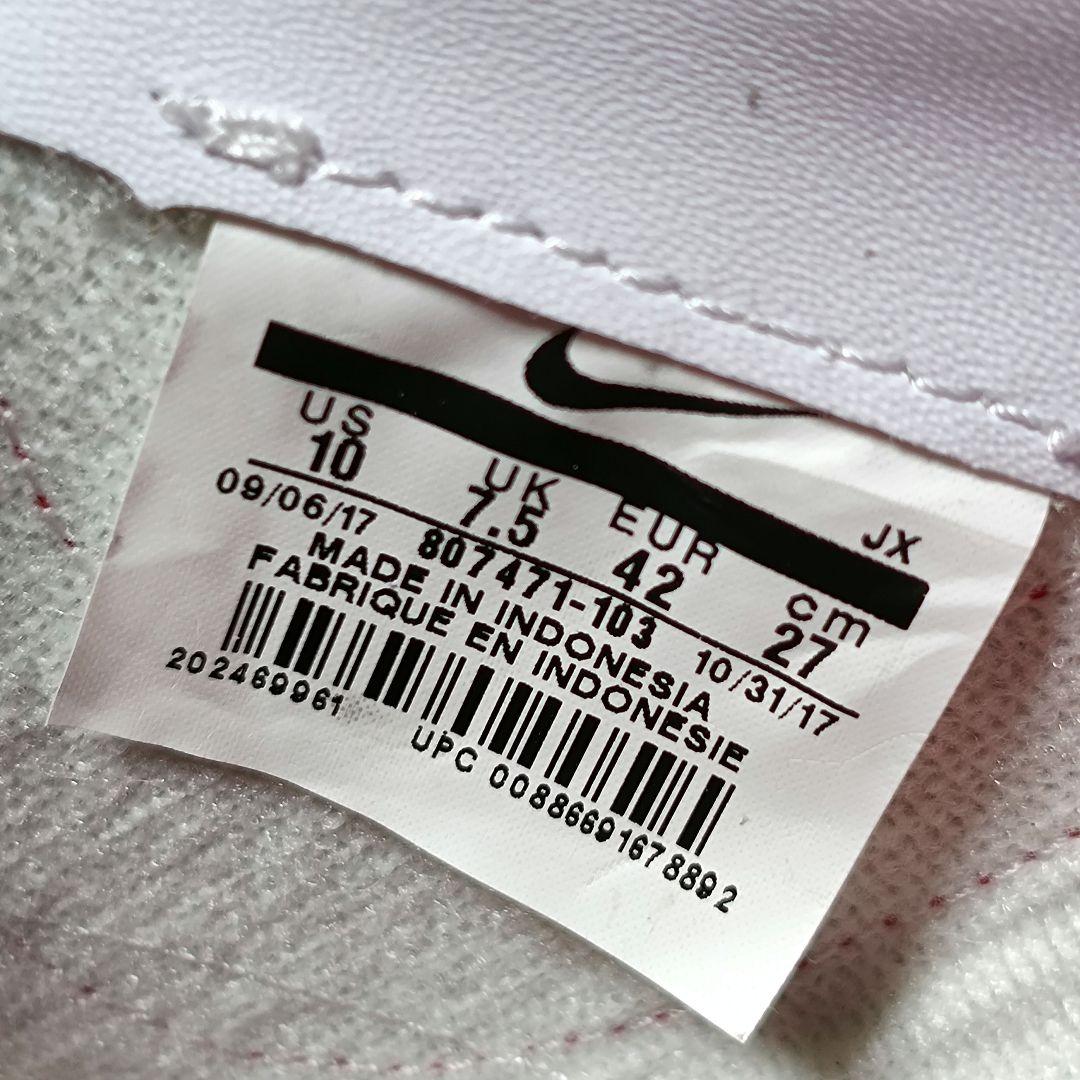 JX
US UK EUR cm
10 7.5 42 27
09/06/17 807471-103 10/31/17
MADE IN INDONESIA
FABRIQUE EN INDONÉSIE
202469961
UPC 00886691678892